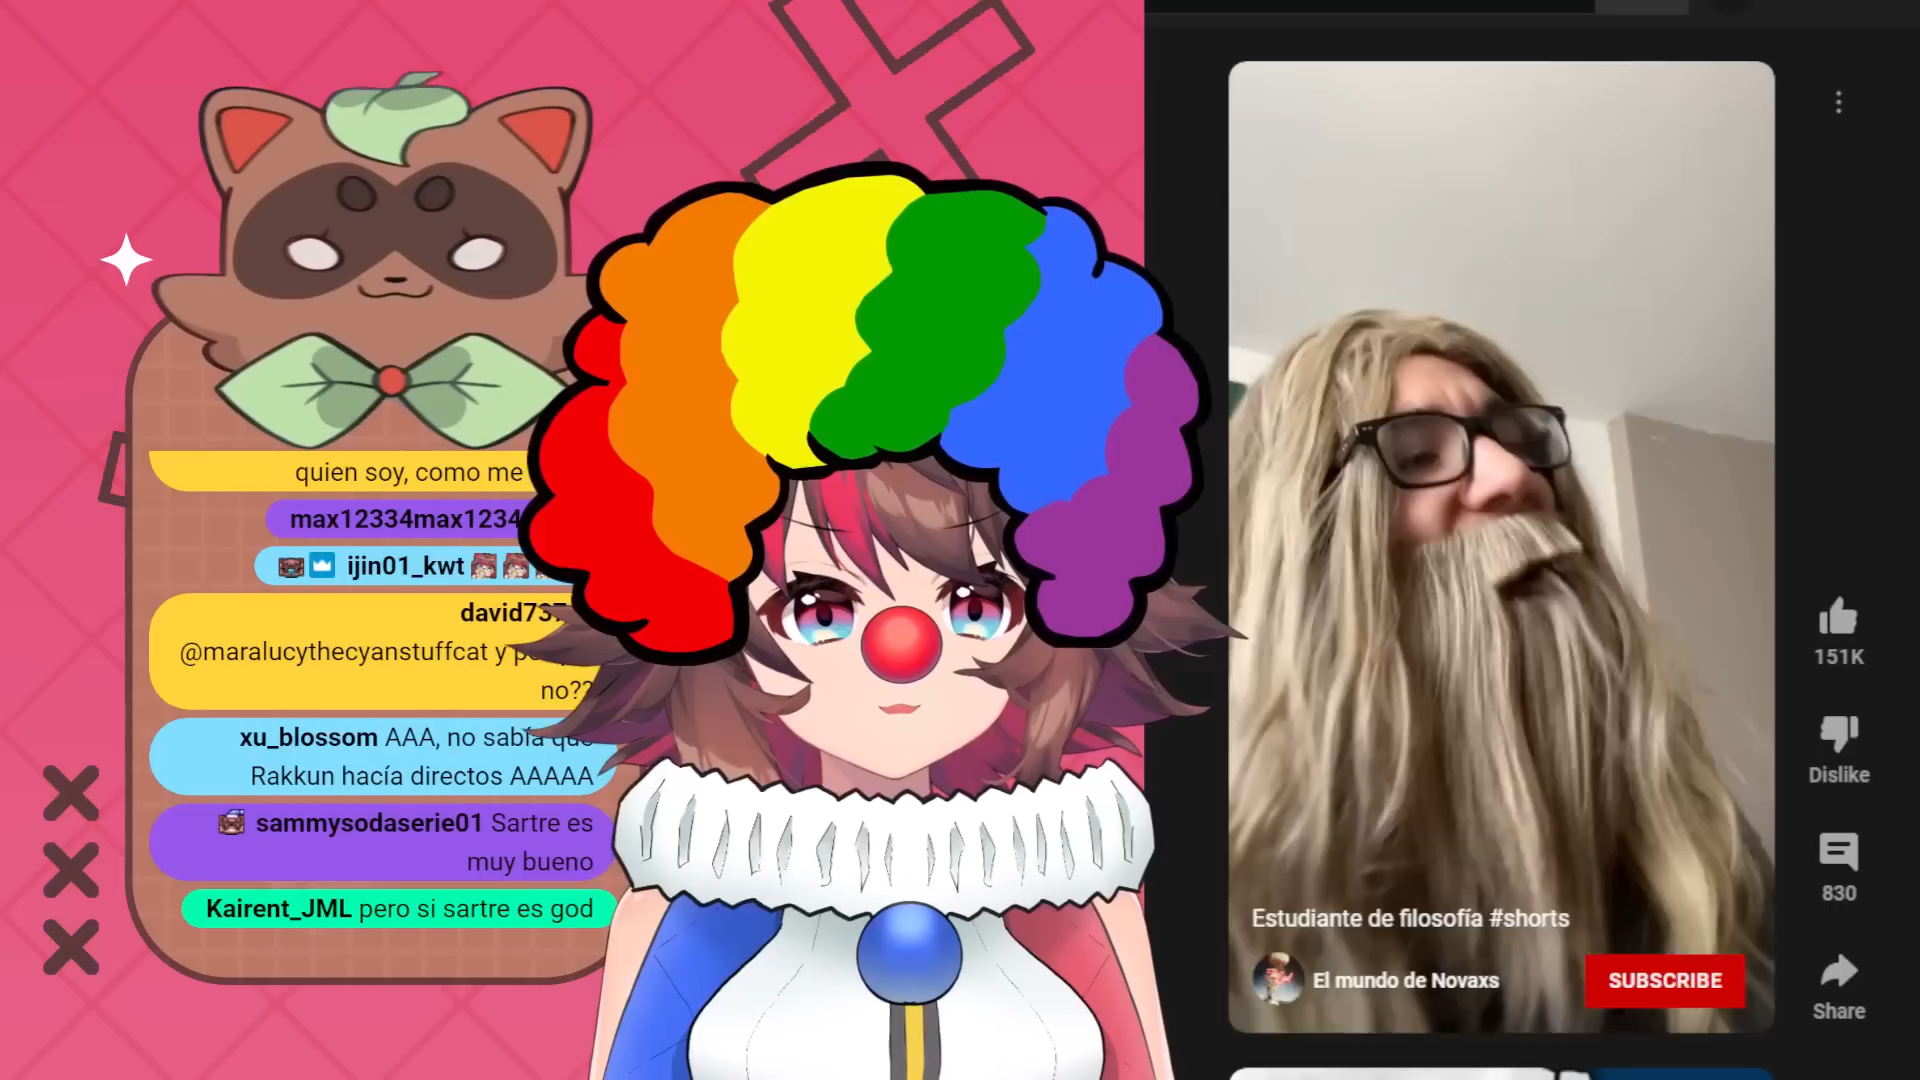 quien soy, como me
max12334max1234
ijin01_kwt
david737
@maralucythecyanstuffcat y
no??
xu_blossom AAA, no sabía que
Rakkun hacía directos AAAAA
sammysodaserie01 Sartre es
muy bueno
Kairent_JML pero si sartre es god
Estudiante de filosofía #shorts
El mundo de Novaxs
SUBSCRIBE
151K
Dislike
830
Share